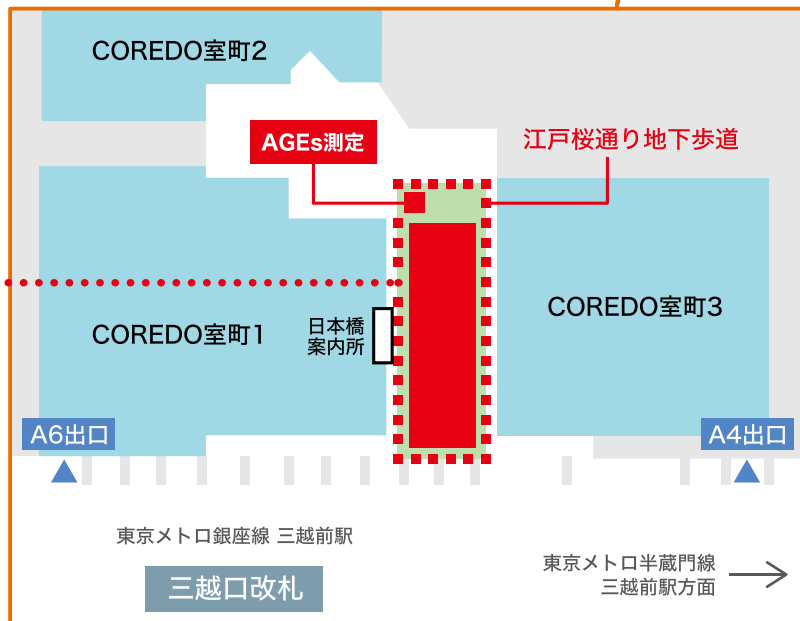 COREDO室町2
AGEs測定
江戸桜通り地下歩道
COREDO室町1
日本橋
案内所
COREDO室町3
A6出口
A4出口
東京メトロ銀座線 三越前駅
三越口改札
東京メトロ半蔵門線
三越前駅方面